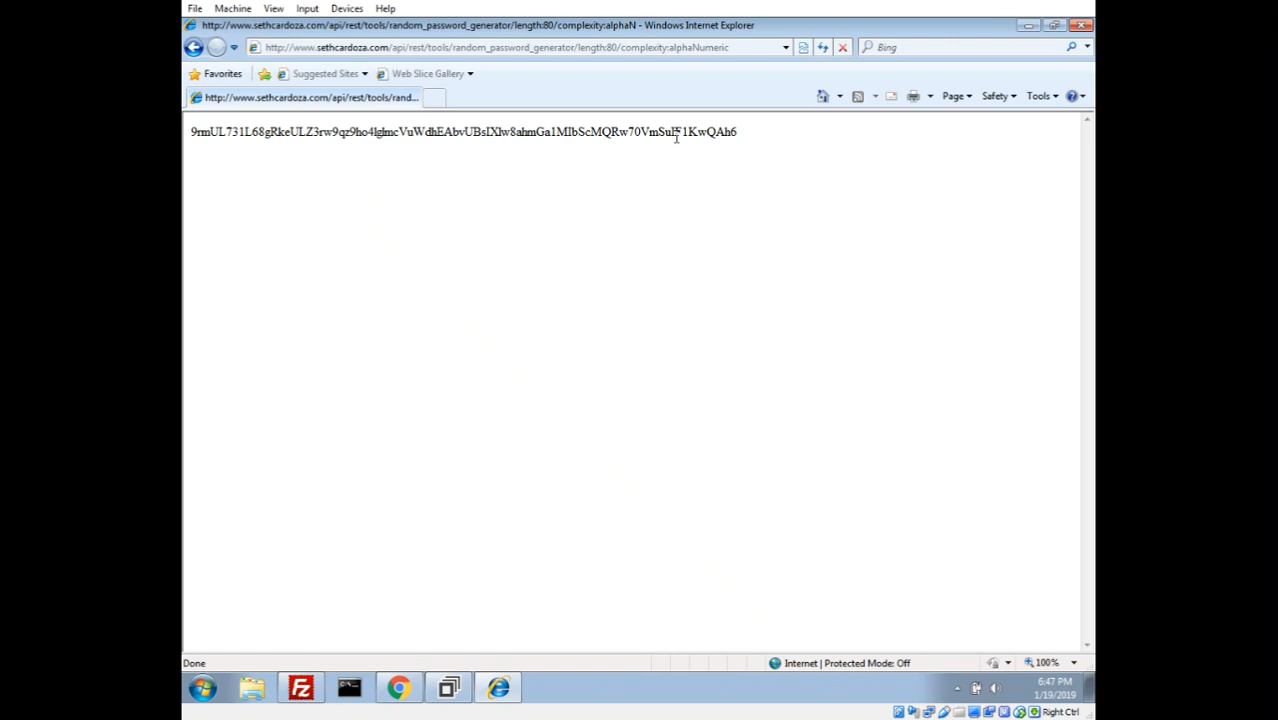 File Machine View Input Devices Help
http://www.sethcardoza.com/api/rest/tools/random_password_generator/length:80/complexity:alphaN - Windows Internet Explorer
http://www.sethcardoza.com/api/rest/tools/random_password_generator/length:80/complexity:alphaNumeric Bing
Favorites Suggested Sites Web Slice Gallery
http://www.sethcardoza.com/api/rest/tools/rand... Page Safety Tools
Done Internet | Protected Mode: Off 100%
6:47 PM
1/19/2019
Right Ctrl